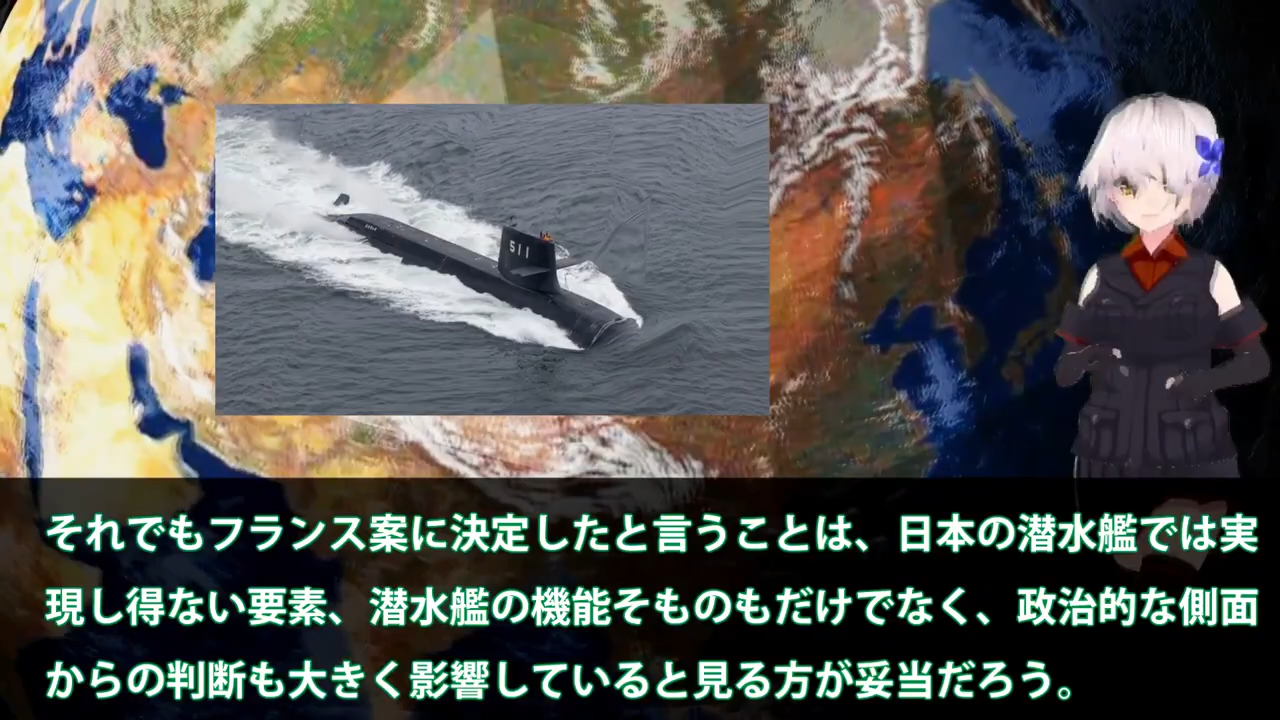 511
それでもフランス案に決定したと言うことは、日本の潜水艦では実
現し得ない要素、潜水艦の機能そのものもだけでなく、政治的な側面
からの判断も大きく影響していると見る方が妥当だろう。